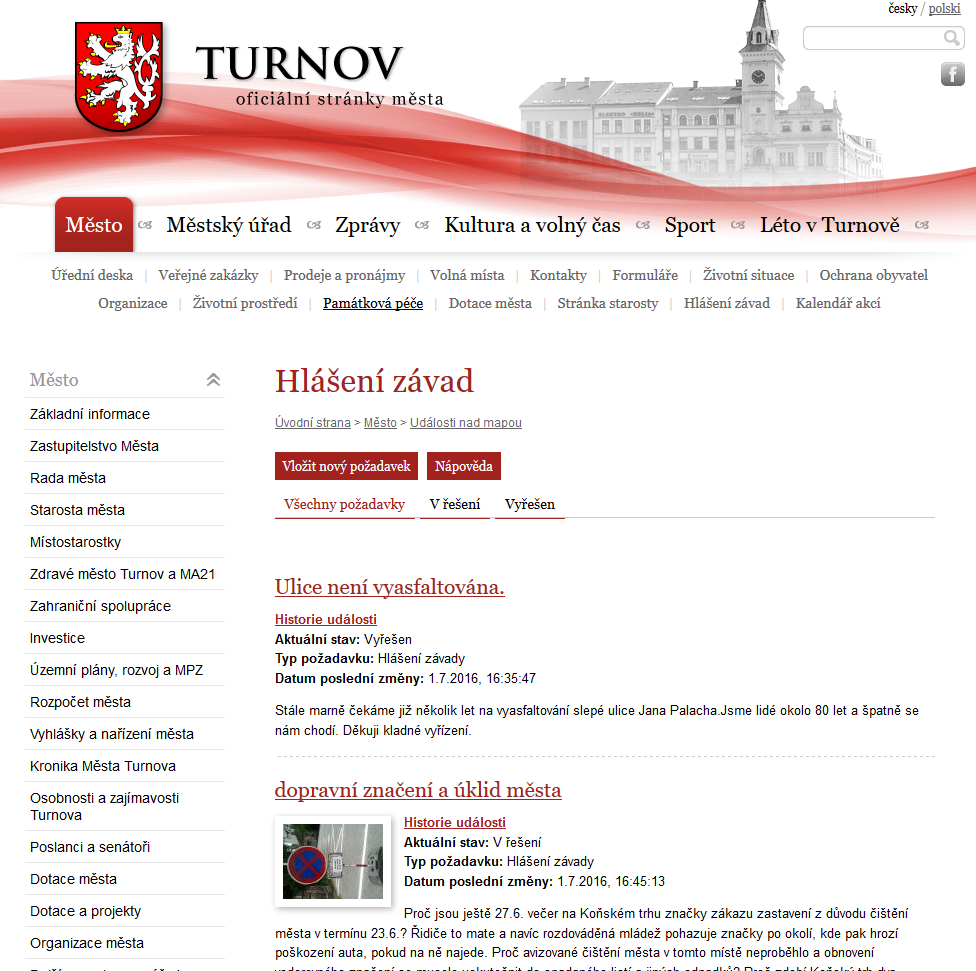 česky / polski
TURNOV
oficiální stránky města
Město Městský úřad Zprávy Kultura a volný čas Sport Léto v Turnově
Úřední deska | Veřejné zakázky | Prodeje a pronájmy | Volná místa | Kontakty | Formuláře | Životní situace | Ochrana obyvatel
Organizace | Životní prostředí | Památková péče | Dotace města | Stránka starosty | Hlášení závad | Kalendář akcí
Město
Základní informace
Zastupitelstvo Města
Rada města
Starosta města
Místostarostky
Zdravé město Turnov a MA21
Zahraniční spolupráce
Investice
Územní plány, rozvoj a MPZ
Rozpočet města
Vyhlášky a nařízení města
Kronika Města Turnova
Osobnosti a zajímavosti
Turnova
Poslanci a senátoři
Dotace města
Dotace a projekty
Organizace města
Hlášení závad
Úvodní strana > Město > Události nad mapou
Vložit nový požadavek Nápověda
Všechny požadavky V řešení Vyřešen
Ulice není vyasfaltována.
Historie události
Aktuální stav: Vyřešen
Typ požadavku: Hlášení závady
Datum poslední změny: 1.7.2016, 16:35:47
Stále marně čekáme již několik let na vyasfaltování slepé ulice Jana Palacha.Jsme lidé okolo 80 let a špatně se
nám chodí. Děkuji kladné vyřízení.
dopravní značení a úklid města
Historie události
Aktuální stav: V řešení
Typ požadavku: Hlášení závady
Datum poslední změny: 1.7.2016, 16:45:13
Proč jsou ještě 27.6. večer na Koňském trhu značky zákazu zastavení z důvodu čištění
města v termínu 23.6.? Řidiče to mate a navíc rozdováděná mládež pohazuje značky po okolí, kde pak hrozí
poškození auta, pokud na ně najede. Proč avizované čištění města v tomto místě neproběhlo a obnovení